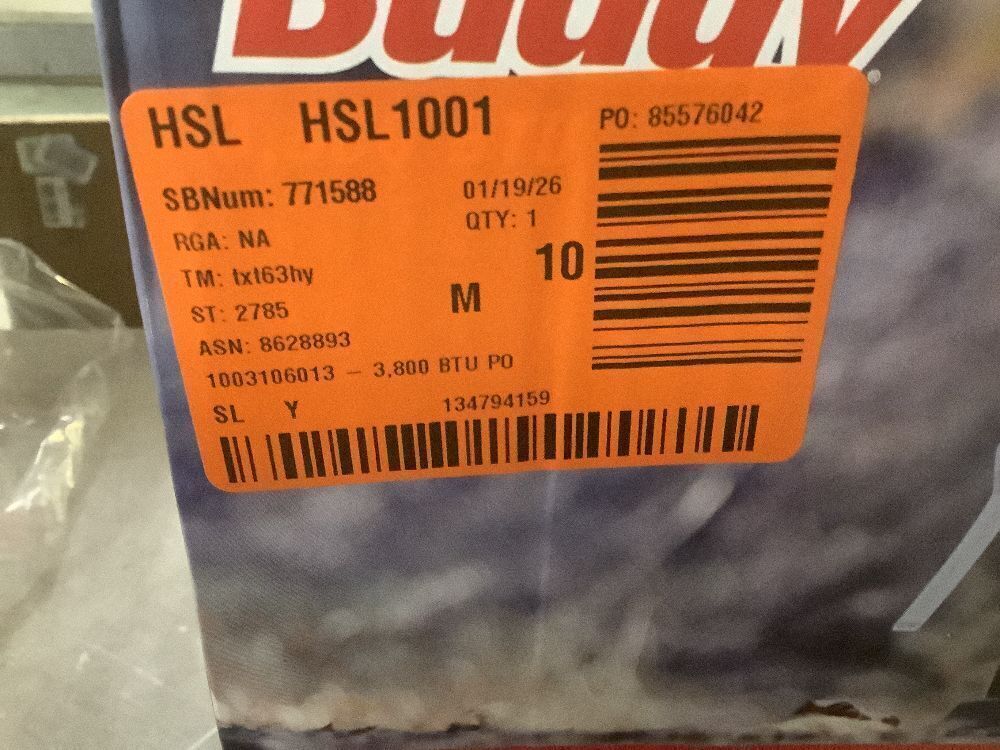 Buddy
HSL HSL1001
PO: 85576042
SBNum: 771588 01/19/26
RGA: NA QTY: 1
TM: txt63hy 10
ST: 2785 M
ASN: 8628893
1003106013 - 3,800 BTU PO
SL Y 134794159